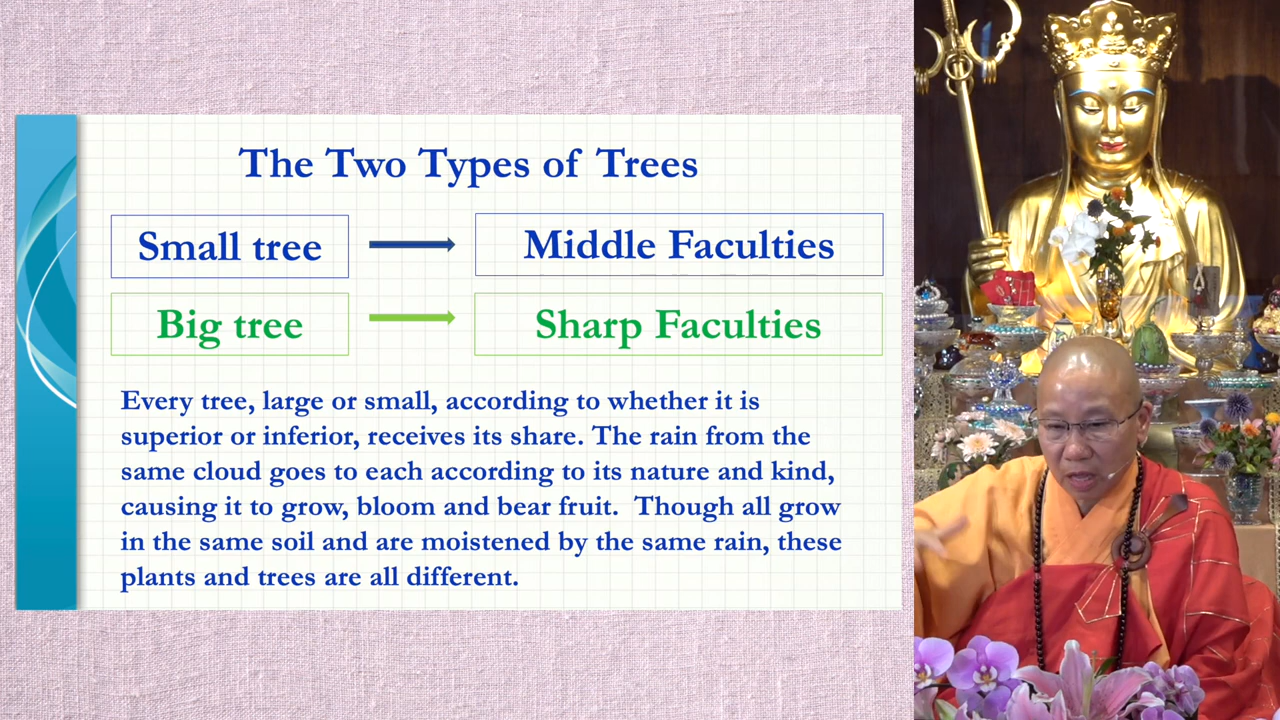 The Two Types of Trees
Small tree
Middle Faculties
Big tree
Sharp Faculties
Every tree, large or small, according to whether it is
superior or inferior, receives its share. The rain from the
same cloud goes to each according to its nature and kind,
causing it to grow, bloom and bear fruit.  Though all grow
in the same soil and are moistened by the same rain, these
plants and trees are all different.